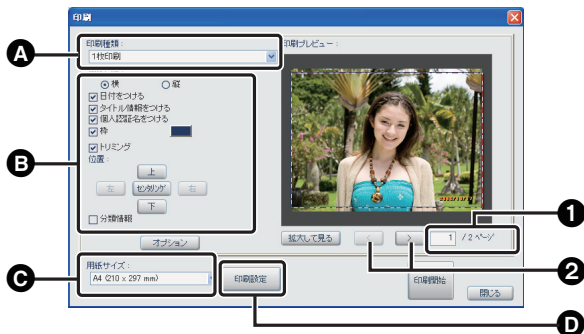 印刷
印刷種類：
1枚印刷
印刷プレビュー：
A
横 縦
日付をつける
タイトル情報をつける
個人認証名をつける
枠
トリミング
位置：
上
左 センタリング 右
下
分類情報
B
オプション
拡大して見る < > 1 / 2 ページ
1
2
用紙サイズ：
A4 (210 x 297 mm)
C
印刷設定
印刷開始
閉じる
D